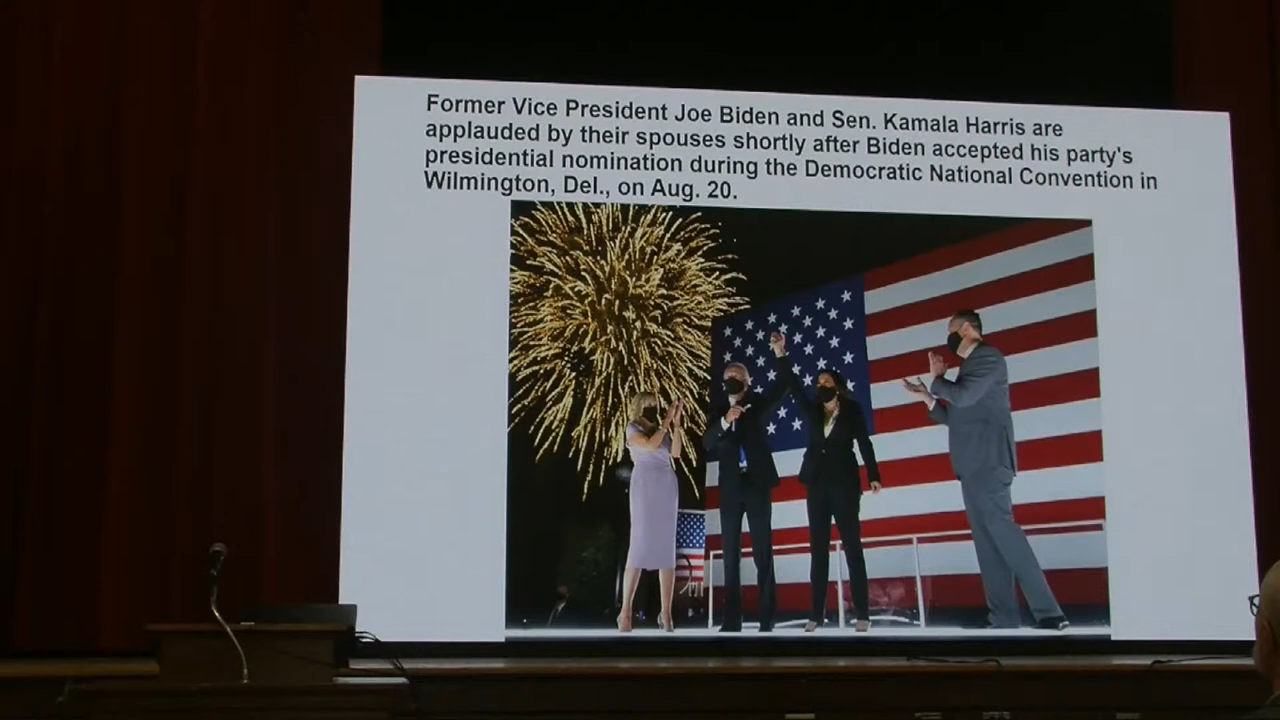 Former Vice President Joe Biden and Sen. Kamala Harris are
applauded by their spouses shortly after Biden accepted his party's
presidential nomination during the Democratic National Convention in
Wilmington, Del., on Aug. 20.